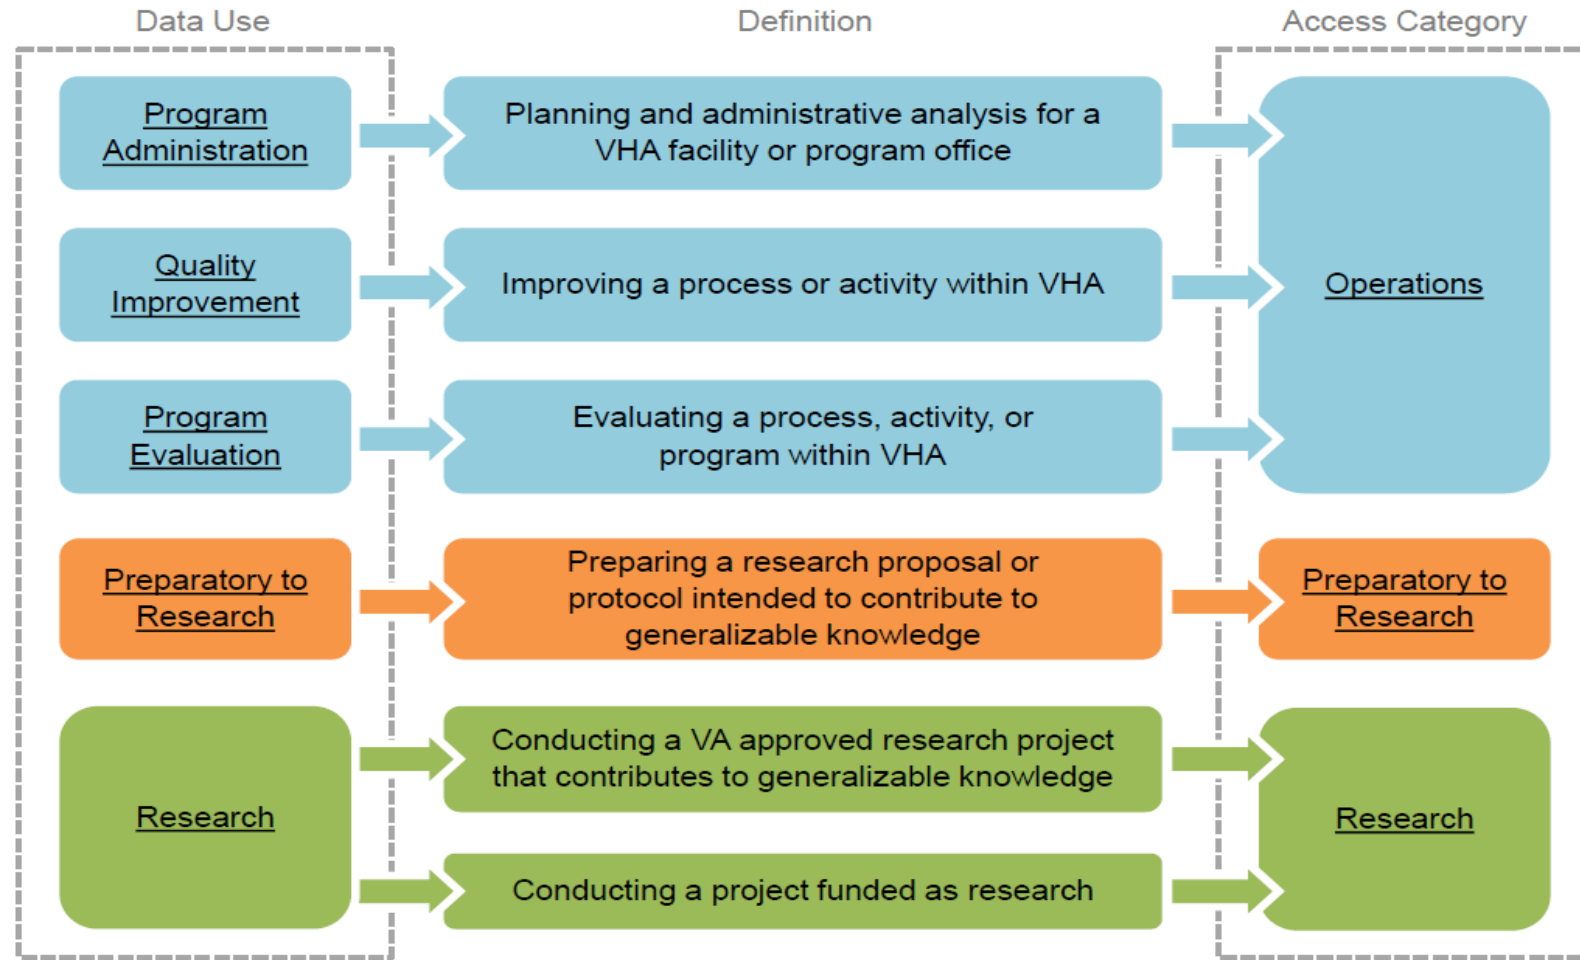 Data Use
Definition
Access Category
Program
Administration
Planning and administrative analysis for a
VHA facility or program office
Quality
Improvement
Improving a process or activity within VHA
Operations
Program
Evaluation
Evaluating a process, activity, or
program within VHA
Preparatory to
Research
Preparing a research proposal or
protocol intended to contribute to
generalizable knowledge
Preparatory to
Research
Research
Conducting a VA approved research project
that contributes to generalizable knowledge
Conducting a project funded as research
Research